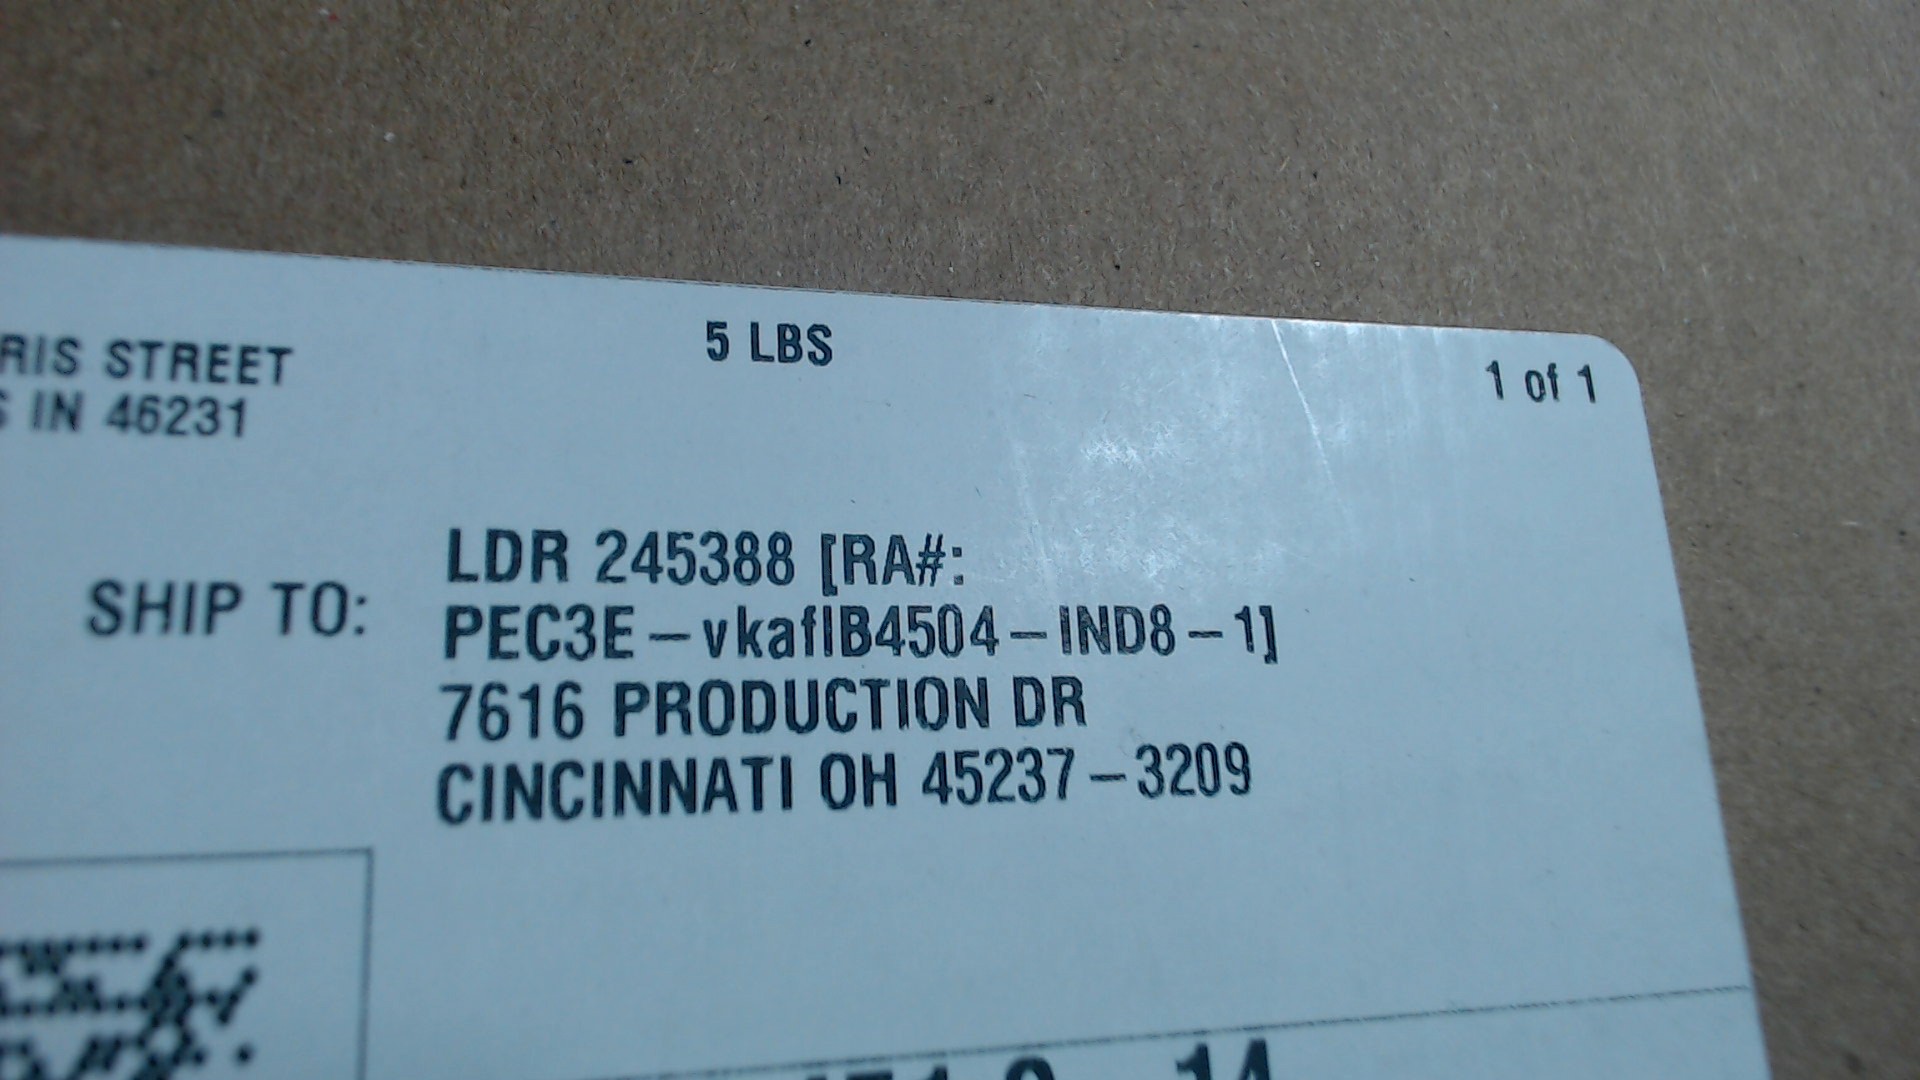 RIS STREET
IN 46231
5 LBS
1 of 1
SHIP TO:
LDR 245388 [RA#:
PEC3E-vkaflB4504-IND8-1]
7616 PRODUCTION DR
CINCINNATI OH 45237-3209